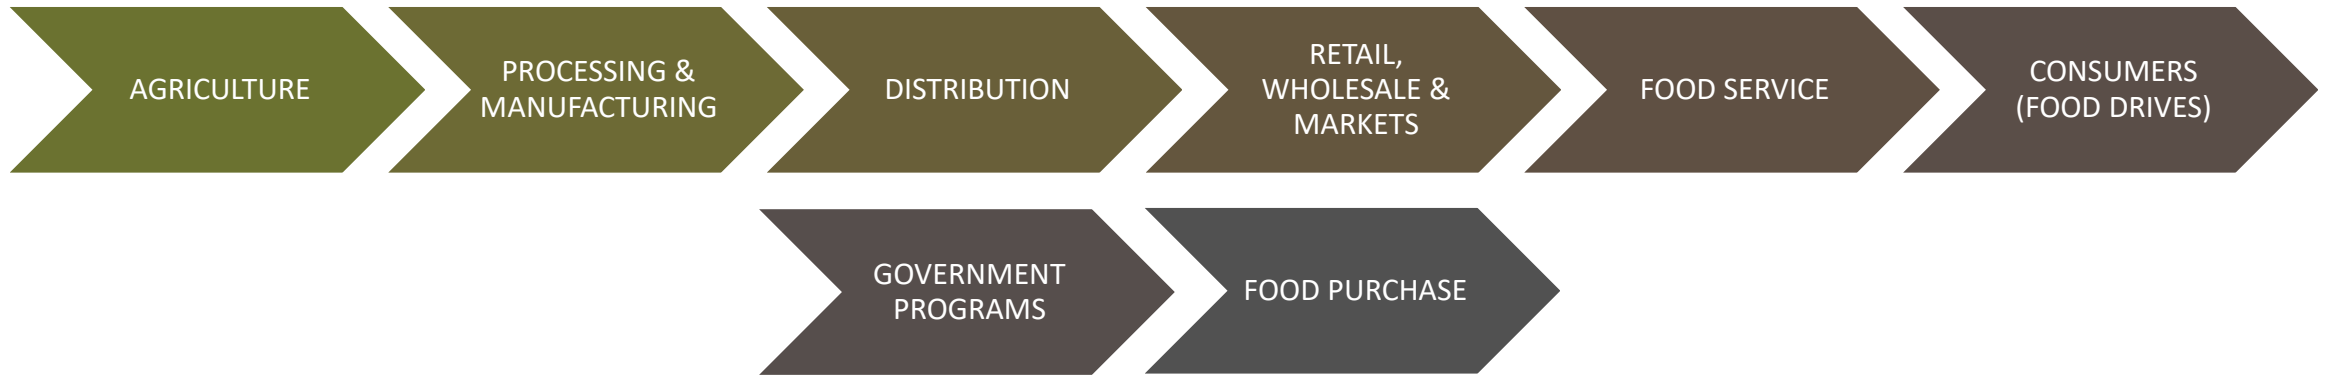 AGRICULTURE
PROCESSING &
MANUFACTURING
DISTRIBUTION
RETAIL,
WHOLESALE &
MARKETS
FOOD SERVICE
CONSUMERS
(FOOD DRIVES)
GOVERNMENT
PROGRAMS
FOOD PURCHASE